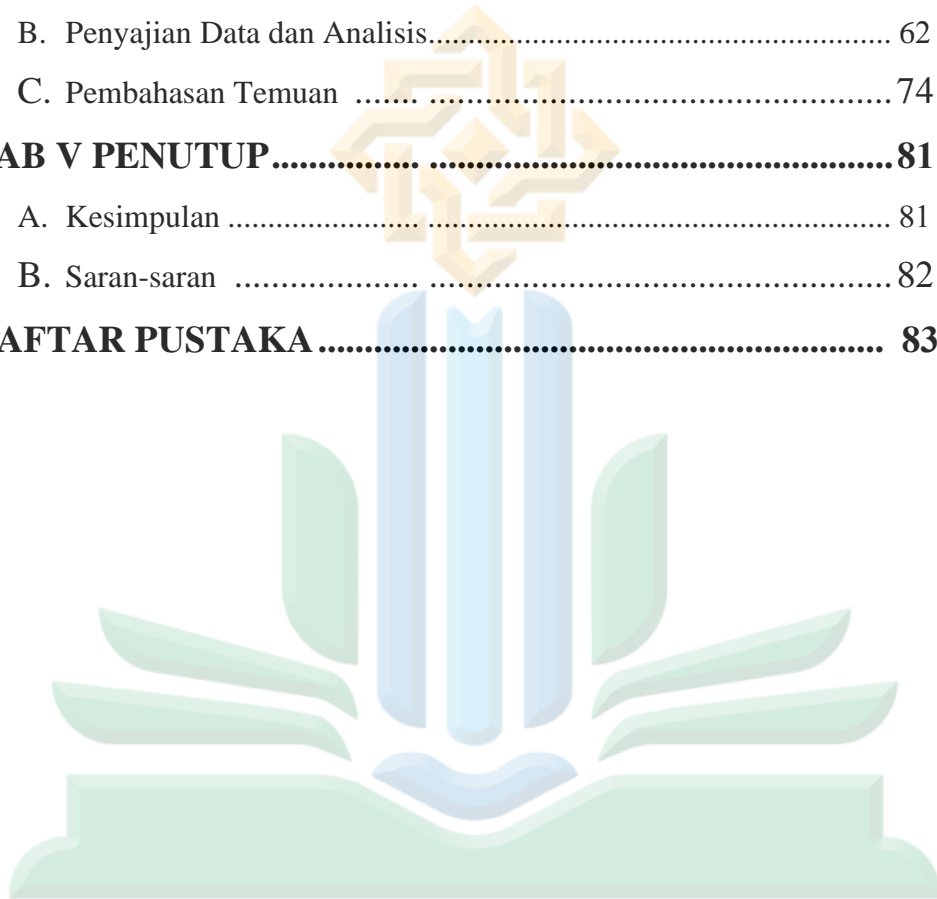 B. Penyajian Data dan Analisis............................................................ 62
C. Pembahasan Temuan ....... ................................................ 74
AB V PENUTUP................ .................................................. 81
A. Kesimpulan ........................ ............................................................ 81
B. Saran-saran .................... ................................................ 82
AFTAR PUSTAKA ............................................................. 83